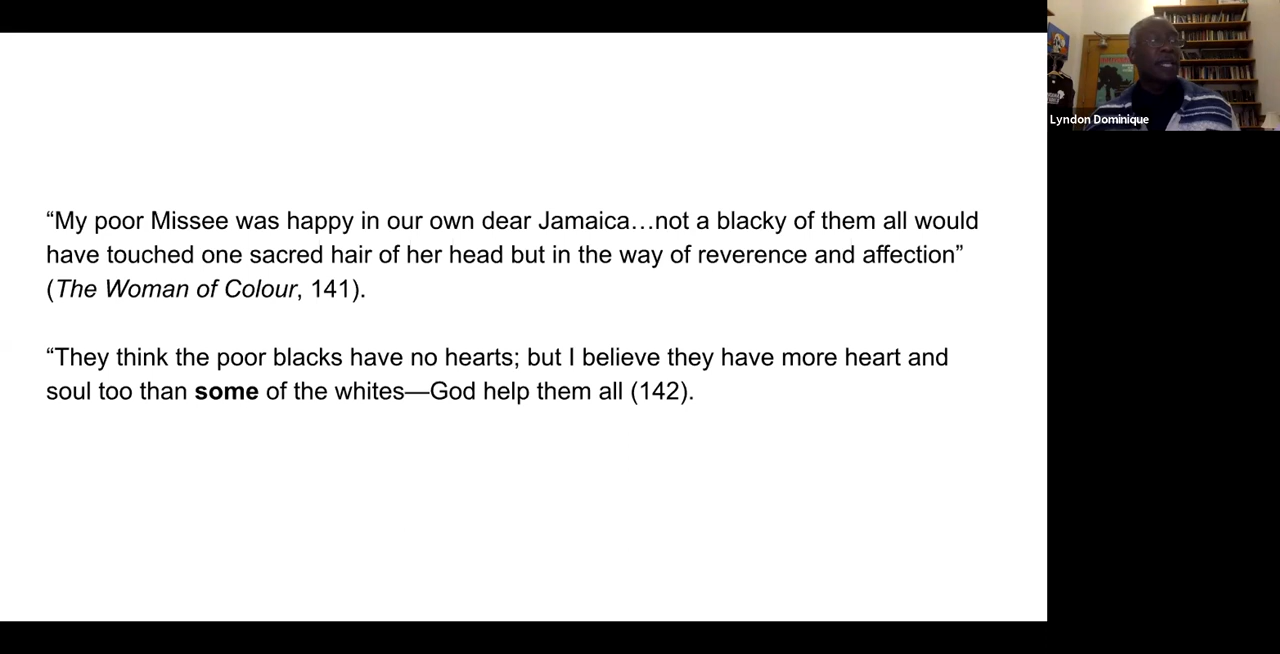 “My poor Missee was happy in our own dear Jamaica…not a blacky of them all would
have touched one sacred hair of her head but in the way of reverence and affection”
(The Woman of Colour, 141).
“They think the poor blacks have no hearts; but I believe they have more heart and
soul too than some of the whites—God help them all (142).
Lyndon Dominique